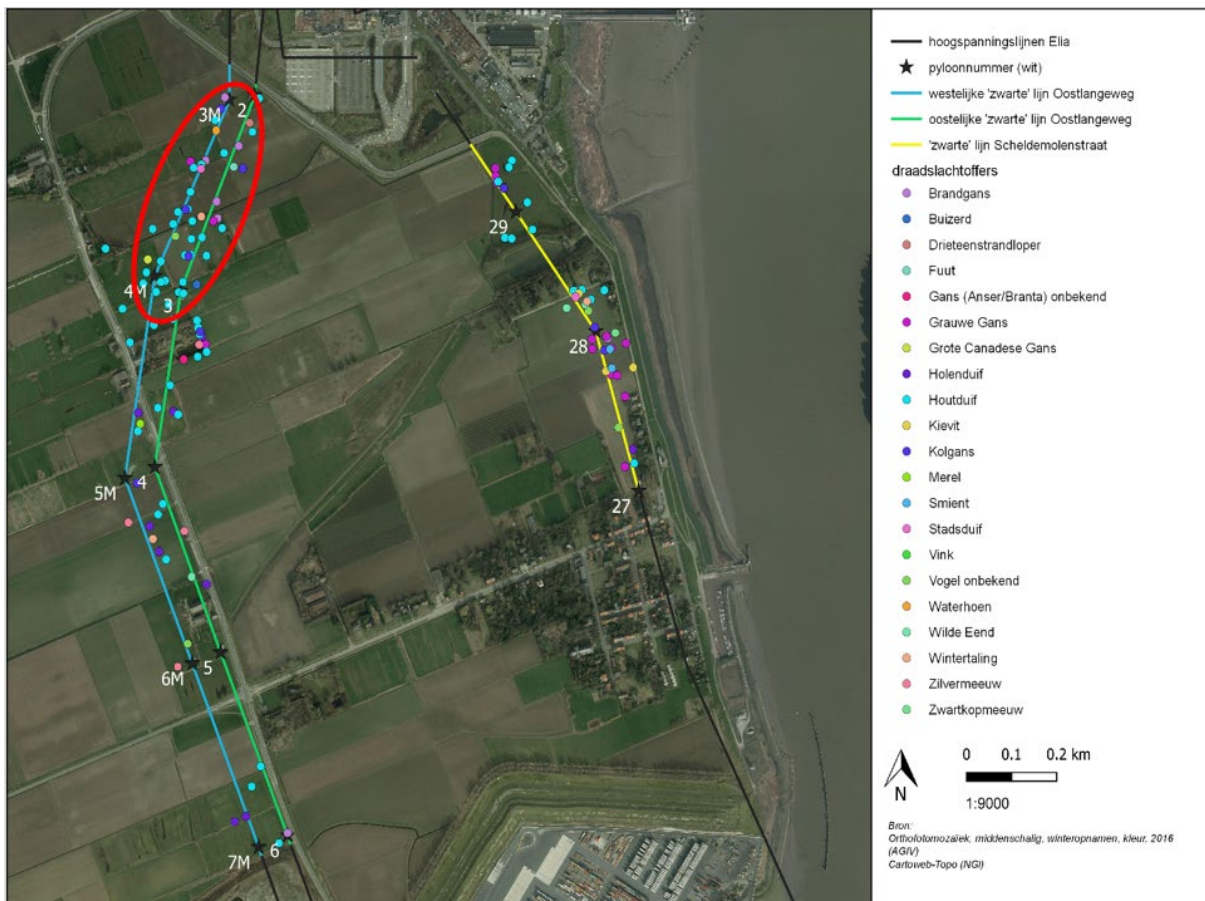 3M
2
4M
3
5M
4
6M
5
7M
6
29
28
27
hoogspanningslijnen Elia
pyloonnummer (wit)
westelijke 'zwarte' lijn Oostlangeweg
oostelijke 'zwarte' lijn Oostlangeweg
'zwarte' lijn Scheldemolenstraat
draadslachtoffers
Brandgans
Buizerd
Drieteenstrandloper
Fuut
Gans (Anser/Branta) onbekend
Grauwe Gans
Grote Canadese Gans
Holenduif
Houtduif
Kievit
Kolgans
Merel
Smient
Stadsduif
Vink
Vogel onbekend
Waterhoen
Wilde Eend
Wintertaling
Zilvermeeuw
Zwartkopmeeuw
0 0.1 0.2 km
N
1:9000
Bron:
Orthofotomozaïek, middenschalig, winteropnamen, kleur, 2016
(AGIV)
Cartoweb-Topo (NGI)